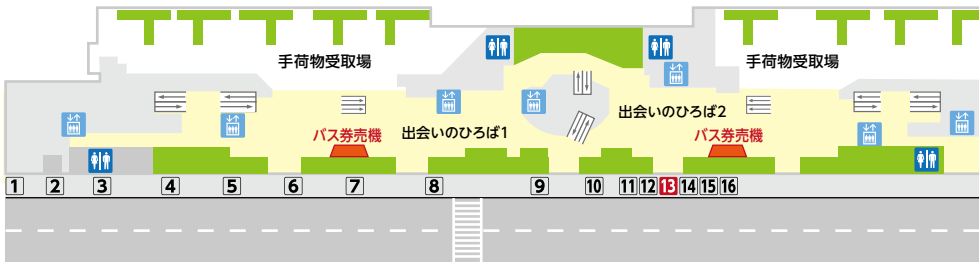 手荷物受取場
手荷物受取場
出会いのひろば2
バス券売機
出会いのひろば1
バス券売機
1 2 3 4 5 6 7 8 9 10 11 12 13 14 15 16